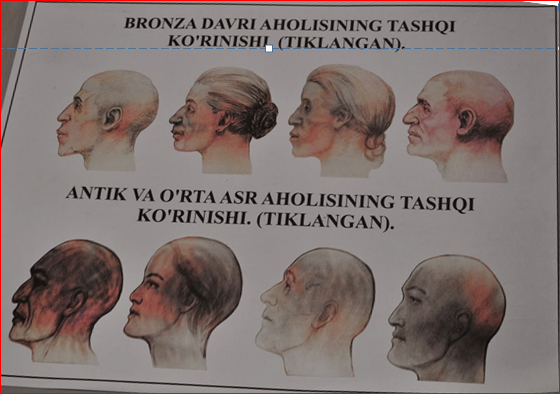 BRONZA DAVRI AHOLISINING TASHQI
KO'RINISHI. (TIKLANGAN).
ANTIK VA O'RTA ASR AHOLISINING TASHQI
KO'RINISHI. (TIKLANGAN).